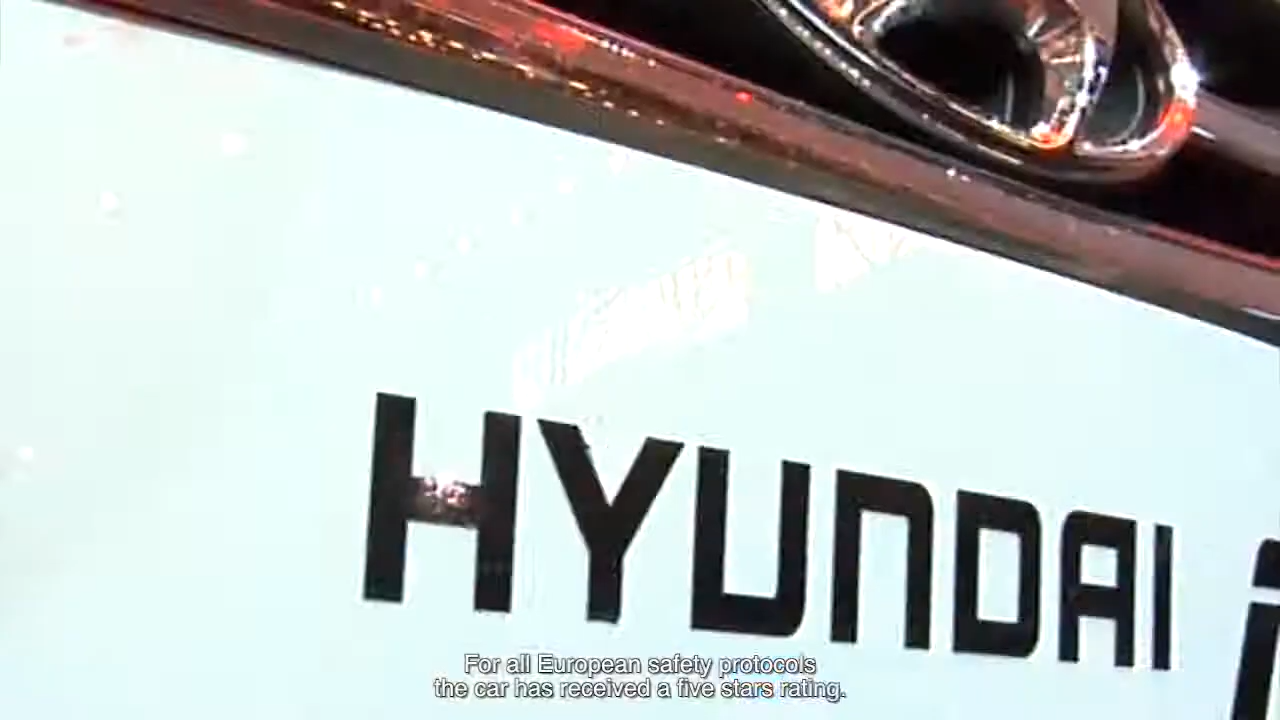 HYUNDAI
For all European safety protocols
the car has received a five stars rating.